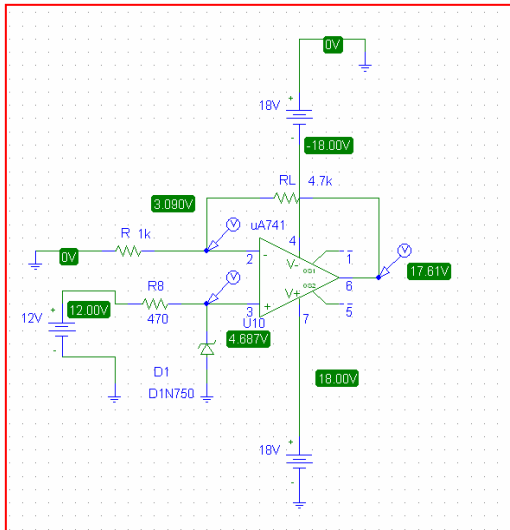 0V
+
18V
-
-18.00V
RL 4.7k
3.090V
uA741
V
R 1k
4
0V
2
-
V-
1
OS1
V
6
17.61V
V
R8
OS2
12.00V
+
3
+
V+
5
12V
470
U10
7
-
4.687V
D1
18.00V
D1N750
+
18V
-